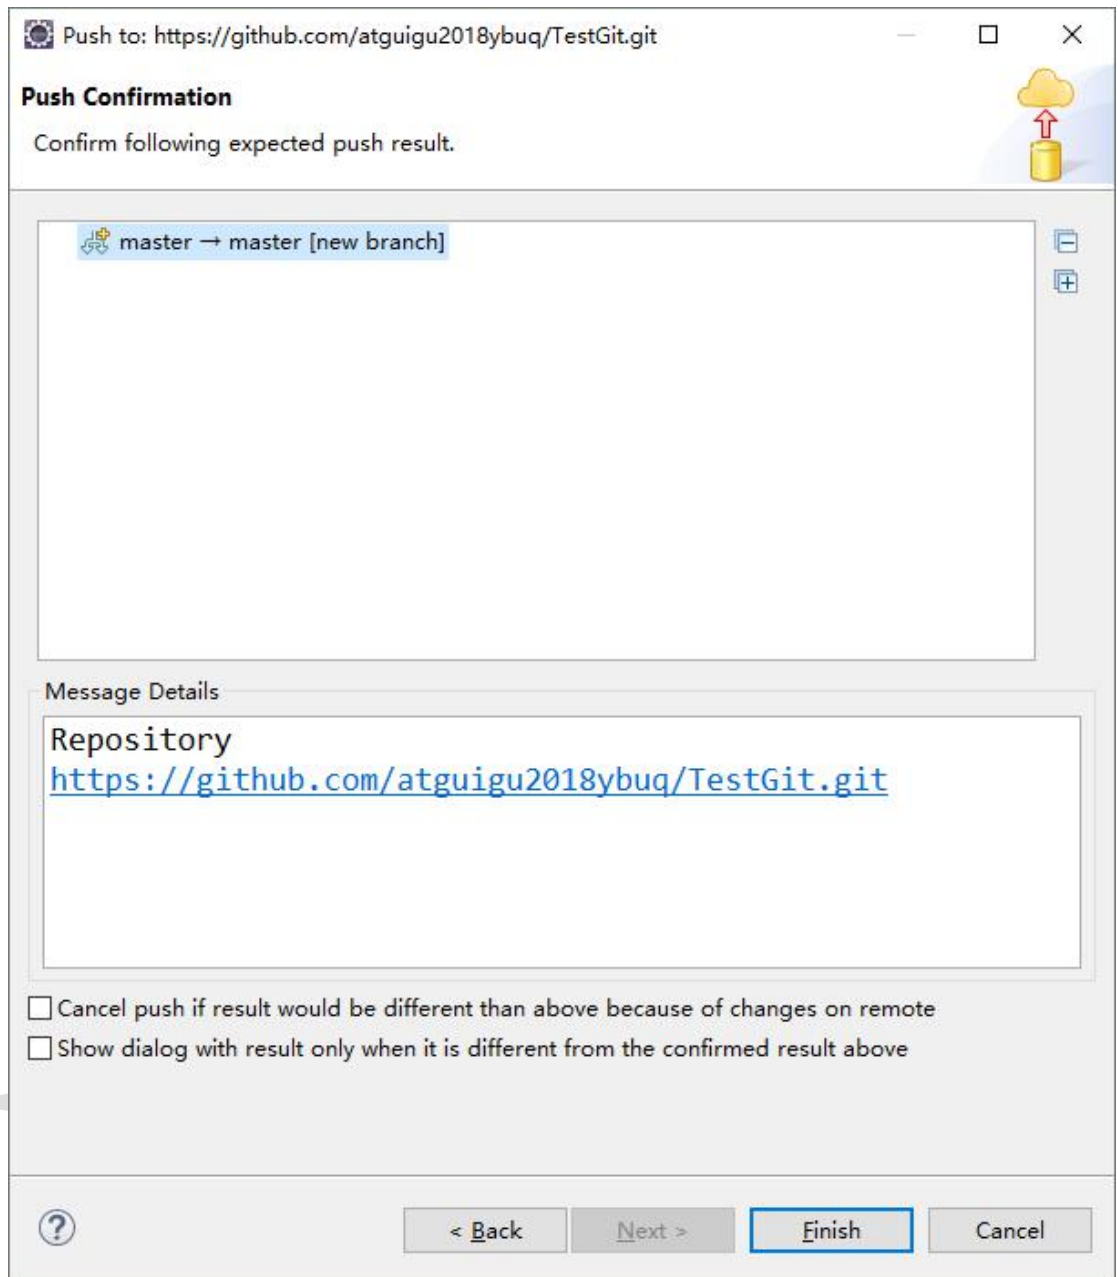 Push to: https://github.com/atguigu2018ybuq/TestGit.git
Push Confirmation
Confirm following expected push result.
master → master [new branch]
Message Details
Repository
https://github.com/atguigu2018ybuq/TestGit.git
Cancel push if result would be different than above because of changes on remote
Show dialog with result only when it is different from the confirmed result above
< Back
Next >
Finish
Cancel